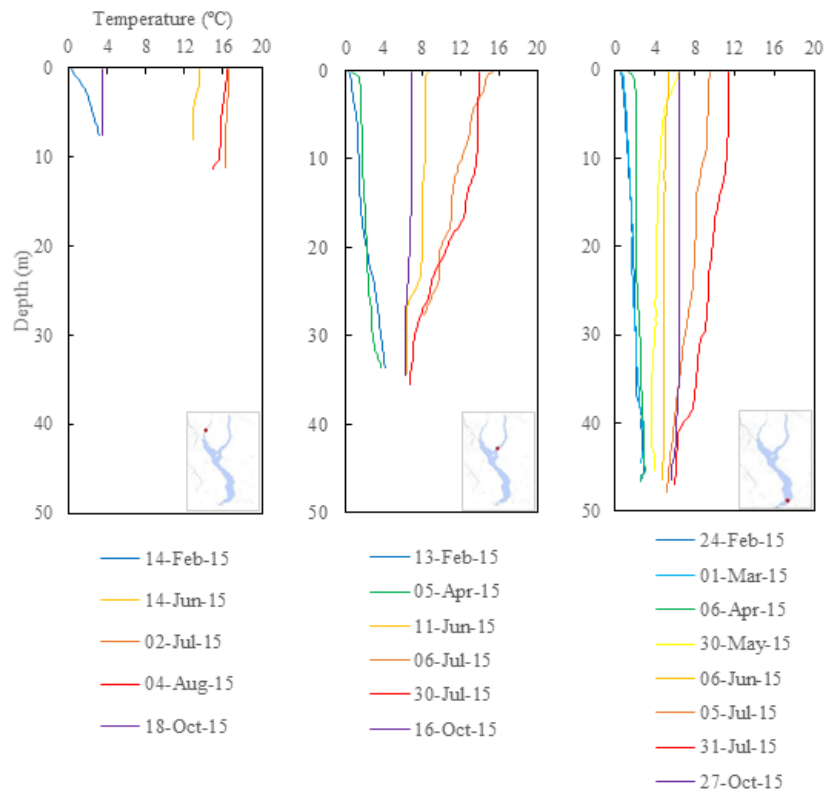 Temperature (ºC)
0 4 8 12 16 20
0 4 8 12 16 20
0 4 8 12 16 20
0
10
20
30
40
50
Depth (m)
0
10
20
30
40
50
0
10
20
30
40
50
14-Feb-15
14-Jun-15
02-Jul-15
04-Aug-15
18-Oct-15
13-Feb-15
05-Apr-15
11-Jun-15
06-Jul-15
30-Jul-15
16-Oct-15
24-Feb-15
01-Mar-15
06-Apr-15
30-May-15
06-Jun-15
05-Jul-15
31-Jul-15
27-Oct-15